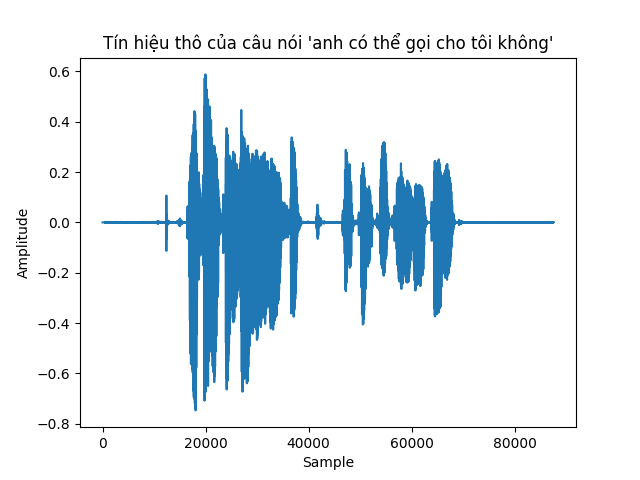 Tín hiệu thô của câu nói 'anh có thể gọi cho tôi không'
0.6
0.4
0.2
0.0
−0.2
−0.4
−0.6
−0.8
Amplitude
0 20000 40000 60000 80000
Sample